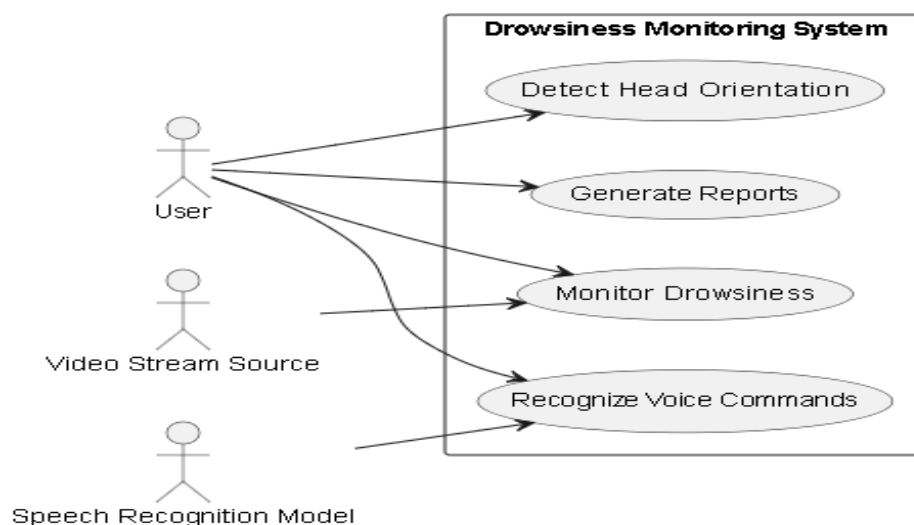 Drowsiness Monitoring System
Detect Head Orientation
User
Generate Reports
Monitor Drowsiness
Video Stream Source
Recognize Voice Commands
Speech Recognition Model